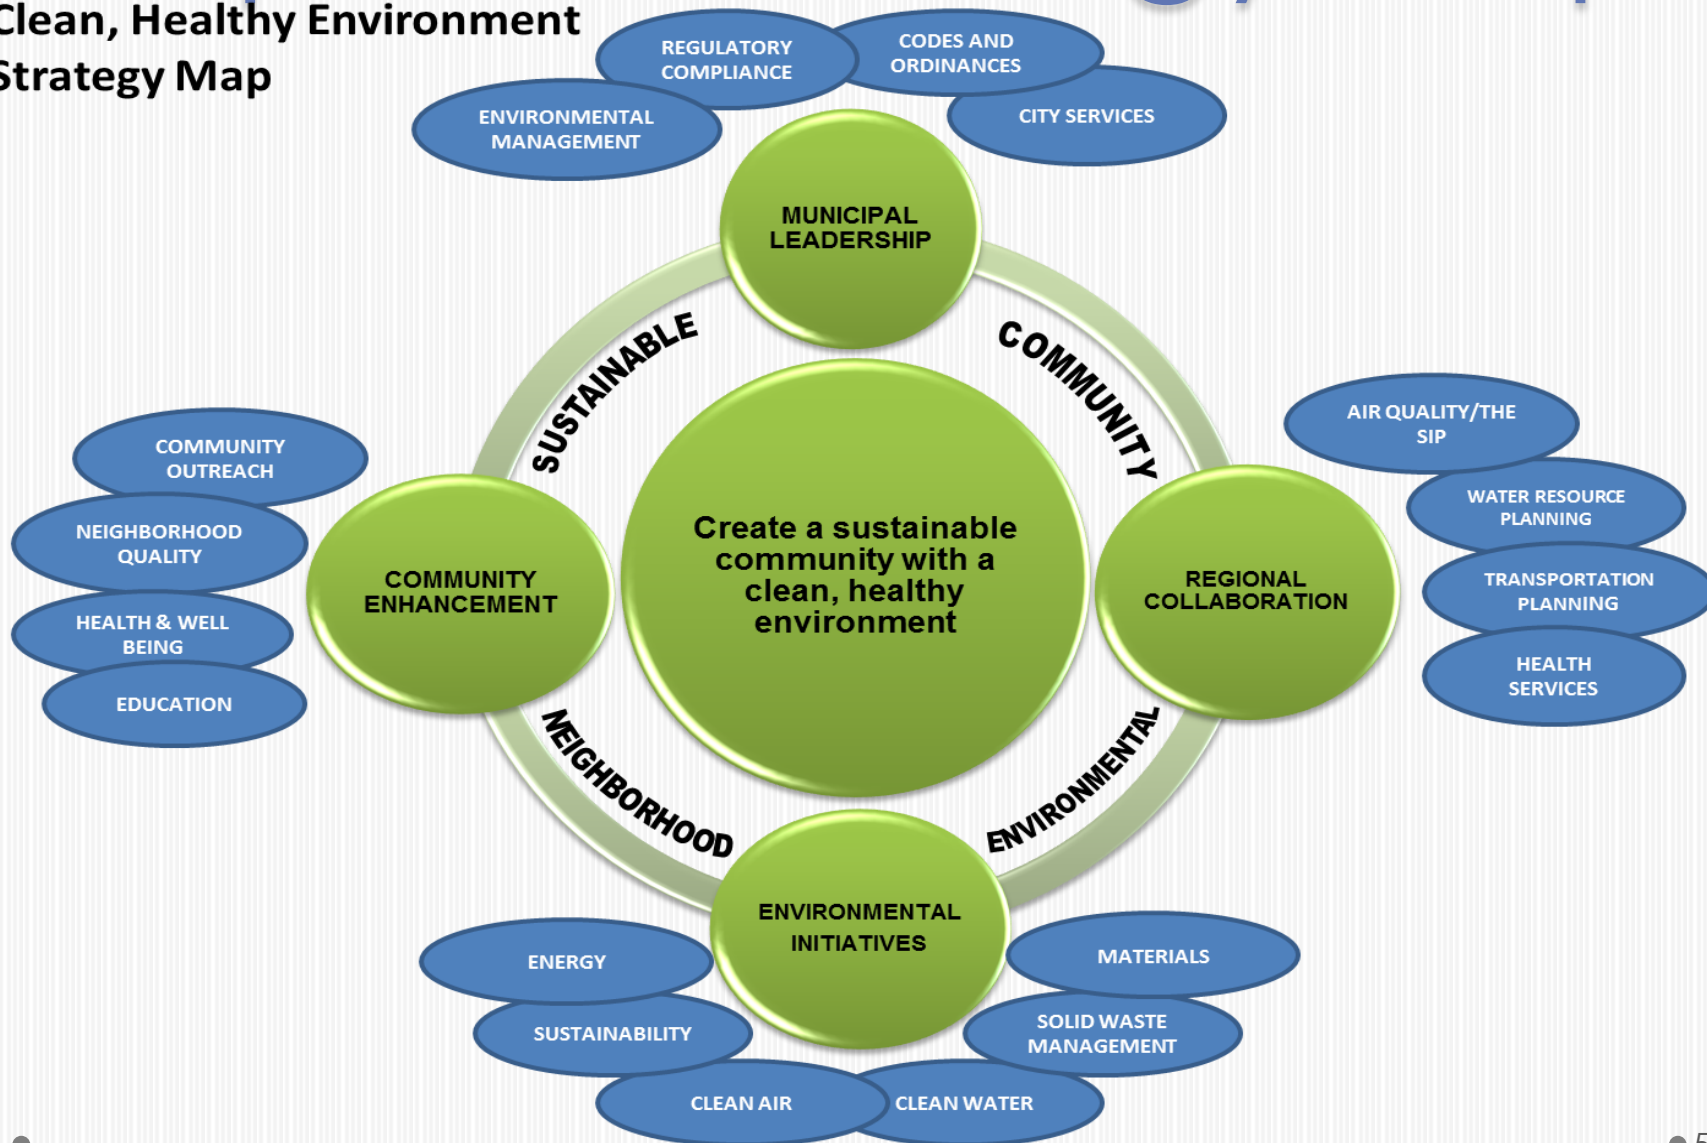 Clean, Healthy Environment
Strategy Map
REGULATORY
COMPLIANCE
CODES AND
ORDINANCES
ENVIRONMENTAL
MANAGEMENT
CITY SERVICES
MUNICIPAL
LEADERSHIP
SUSTAINABLE
COMMUNITY
AIR QUALITY/THE
SIP
WATER RESOURCE
PLANNING
TRANSPORTATION
PLANNING
HEALTH
SERVICES
COMMUNITY
OUTREACH
NEIGHBORHOOD
QUALITY
HEALTH & WELL
BEING
EDUCATION
COMMUNITY
ENHANCEMENT
Create a sustainable
community with a
clean, healthy
environment
REGIONAL
COLLABORATION
NEIGHBORHOOD
ENVIRONMENTAL
ENVIRONMENTAL
INITIATIVES
ENERGY
SUSTAINABILITY
CLEAN AIR
CLEAN WATER
SOLID WASTE
MANAGEMENT
MATERIALS